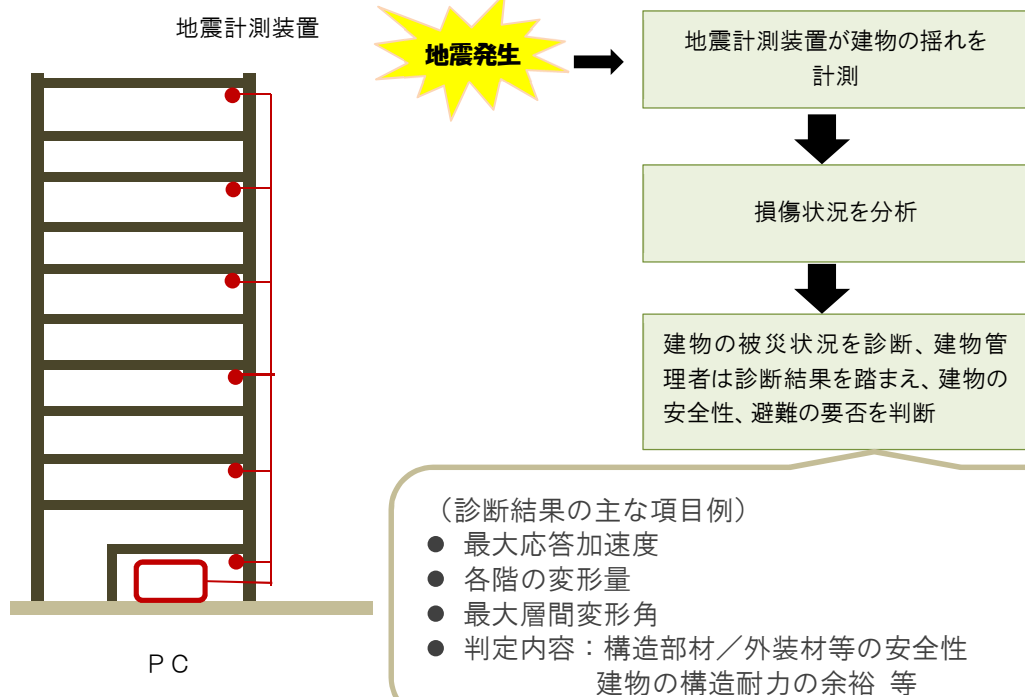 地震計測装置
地震発生
地震計測装置が建物の揺れを
計測
損傷状況を分析
建物の被災状況を診断、建物管
理者は診断結果を踏まえ、建物の
安全性、避難の要否を判断
（診断結果の主な項目例）
● 最大応答加速度
● 各階の変形量
● 最大層間変形角
● 判定内容：構造部材／外装材等の安全性
建物の構造耐力の余裕 等
ＰＣ